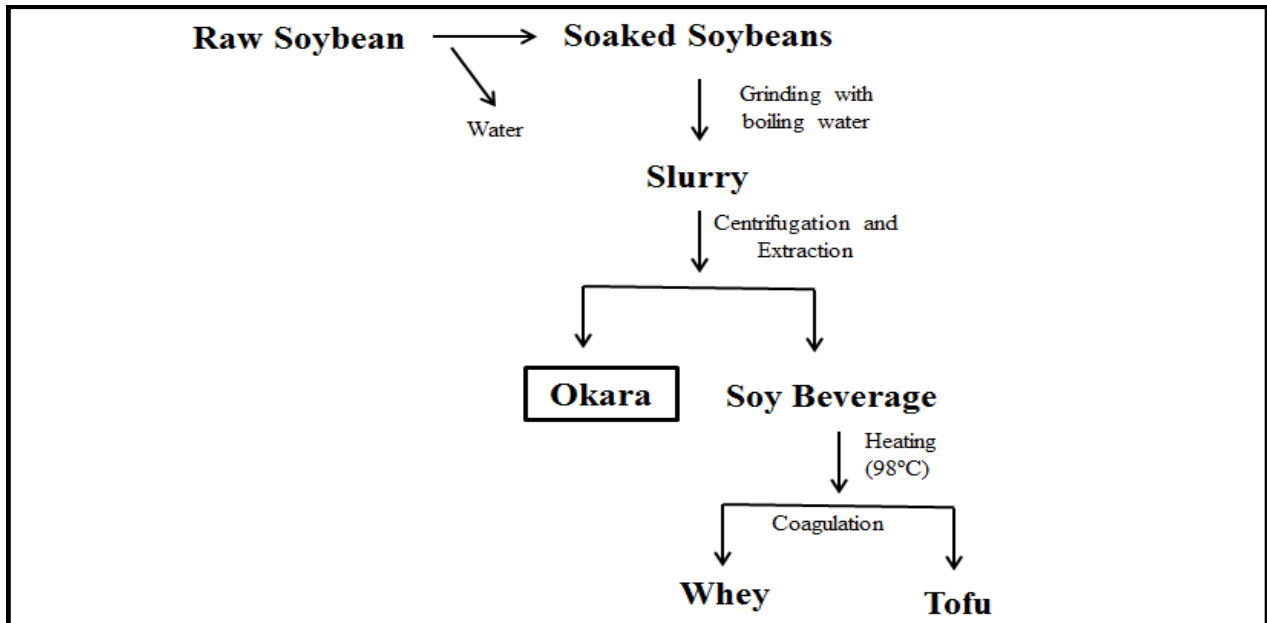 Raw Soybean
Soaked Soybeans
Water
Grinding with
boiling water
Slurry
Centrifugation and
Extraction
Okara
Soy Beverage
Heating
(98ºC)
Coagulation
Whey
Tofu